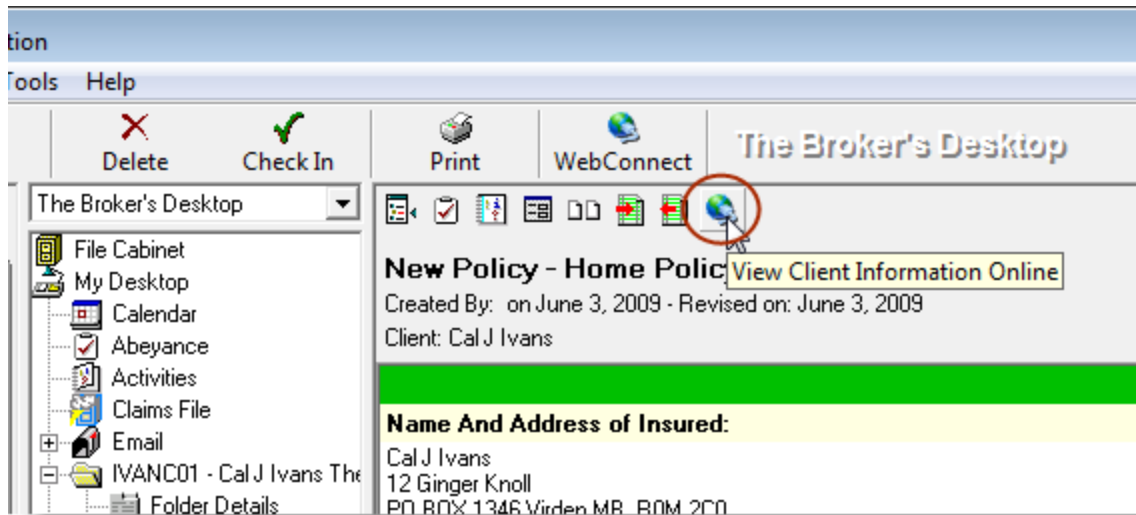 tion
Tools Help
Delete Check In Print WebConnect The Broker's Desktop
The Broker's Desktop
File Cabinet
My Desktop
Calendar
Abeyance
Activities
Claims File
Email
IVANC01 - Cal J Ivans The
Folder Details
New Policy - Home Polic
View Client Information Online
Created By: on June 3, 2009 - Revised on: June 3, 2009
Client: Cal J Ivans
Name And Address of Insured:
Cal J Ivans
12 Ginger Knoll
PO BOX 1346 Virden MB R0M 2C0